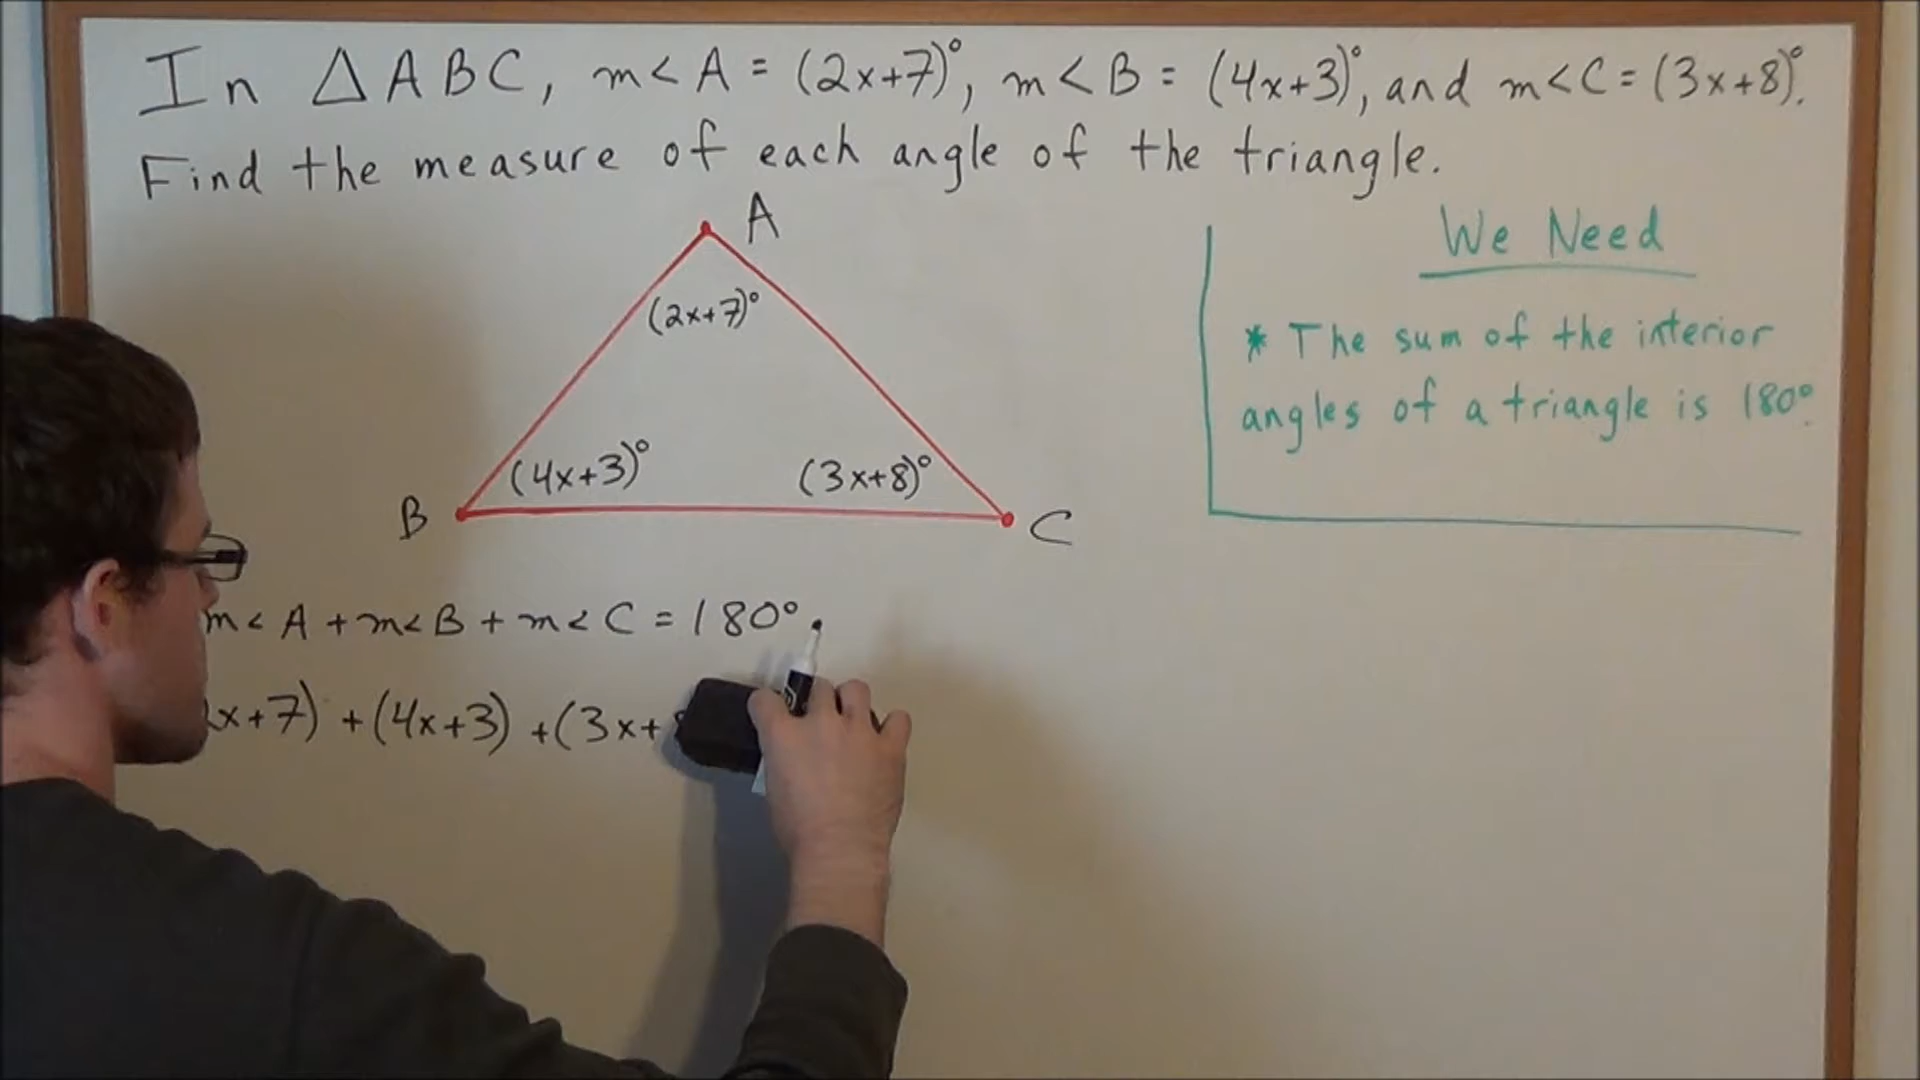 In △ABC, m<A = (2x+7)°, m<B = (4x+3)°, and m<C = (3x+8)°.
Find the measure of each angle of the triangle.
A
(2x+7)°
(4x+3)°
(3x+8)°
B
C
We Need
* The sum of the interior
angles of a triangle is 180°.
m<A + m<B + m<C = 180°
x+7) + (4x+3) + (3x+